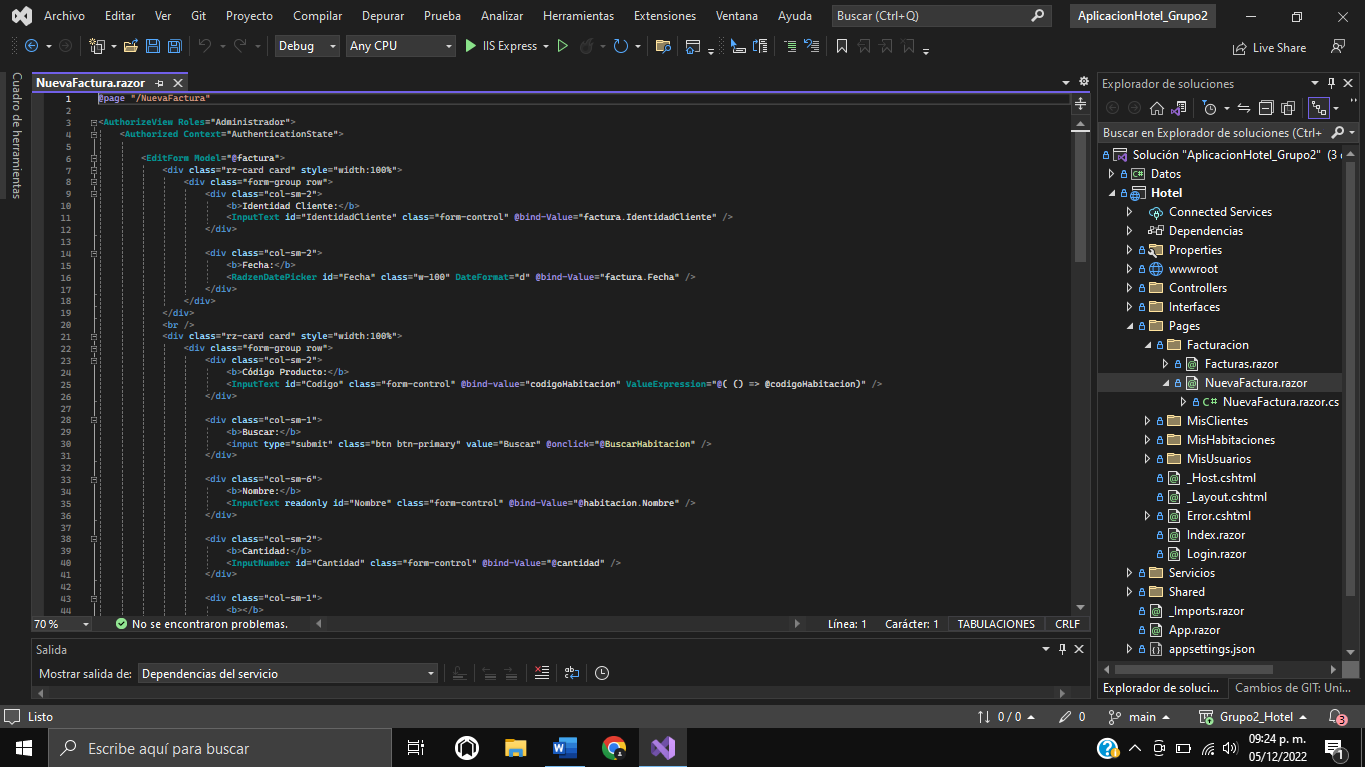 Archivo Editar Ver Git Proyecto Compilar Depurar Prueba Analizar Herramientas Extensiones Ventana Ayuda Buscar (Ctrl+Q) AplicacionHotel_Grupo2
Debug Any CPU IIS Express Live Share
Cuadro de herramientas
NuevaFactura.razor
1 @page "/NuevaFactura"
2
3 <AuthorizeView Roles="Administrador">
4 <Authorized Context="AuthenticationState">
5
6 <EditForm Model="@factura">
7 <div class="rz-card card" style="width:100%">
8 <div class="form-group row">
9 <div class="col-sm-2">
10 <b>Identidad Cliente:</b>
11 <InputText id="IdentidadCliente" class="form-control" @bind-Value="factura.IdentidadCliente" />
12 </div>
13
14 <div class="col-sm-2">
15 <b>Fecha:</b>
16 <RadzenDatePicker id="Fecha" class="w-100" DateFormat="d" @bind-Value="factura.Fecha" />
17 </div>
18 </div>
19 </div>
20 <br />
21 <div class="rz-card card" style="width:100%">
22 <div class="form-group row">
23 <div class="col-sm-2">
24 <b>Código Producto:</b>
25 <InputText id="Codigo" class="form-control" @bind-value="codigoHabitacion" ValueExpression="@( () => @codigoHabitacion)" />
26 </div>
27
28 <div class="col-sm-1">
29 <b>Buscar:</b>
30 <input type="submit" class="btn btn-primary" value="Buscar" @onclick="@BuscarHabitacion" />
31 </div>
32
33 <div class="col-sm-6">
34 <b>Nombre:</b>
35 <InputText readonly id="Nombre" class="form-control" @bind-Value="@habitacion.Nombre" />
36 </div>
37
38 <div class="col-sm-2">
39 <b>Cantidad:</b>
40 <InputNumber id="Cantidad" class="form-control" @bind-Value="@cantidad" />
41 </div>
42
43 <div class="col-sm-1">
44 <b></b>
70 % No se encontraron problemas. Línea: 1 Carácter: 1 TABULACIONES CRLF
Salida
Mostrar salida de: Dependencias del servicio
Explorador de soluciones
Buscar en Explorador de soluciones (Ctrl+
Solución "AplicacionHotel_Grupo2" (3
Datos
Hotel
Connected Services
Dependencias
Properties
wwwroot
Controllers
Interfaces
Pages
Facturacion
Facturas.razor
NuevaFactura.razor
C# NuevaFactura.razor.cs
MisClientes
MisHabitaciones
MisUsuarios
_Host.cshtml
_Layout.cshtml
Error.cshtml
Index.razor
Login.razor
Servicios
Shared
_Imports.razor
App.razor
appsettings.json
Explorador de soluci... Cambios de GIT: Uni...
Listo 0 / 0 0 main Grupo2_Hotel 3
Escribe aquí para buscar 09:24 p. m.
05/12/2022 1